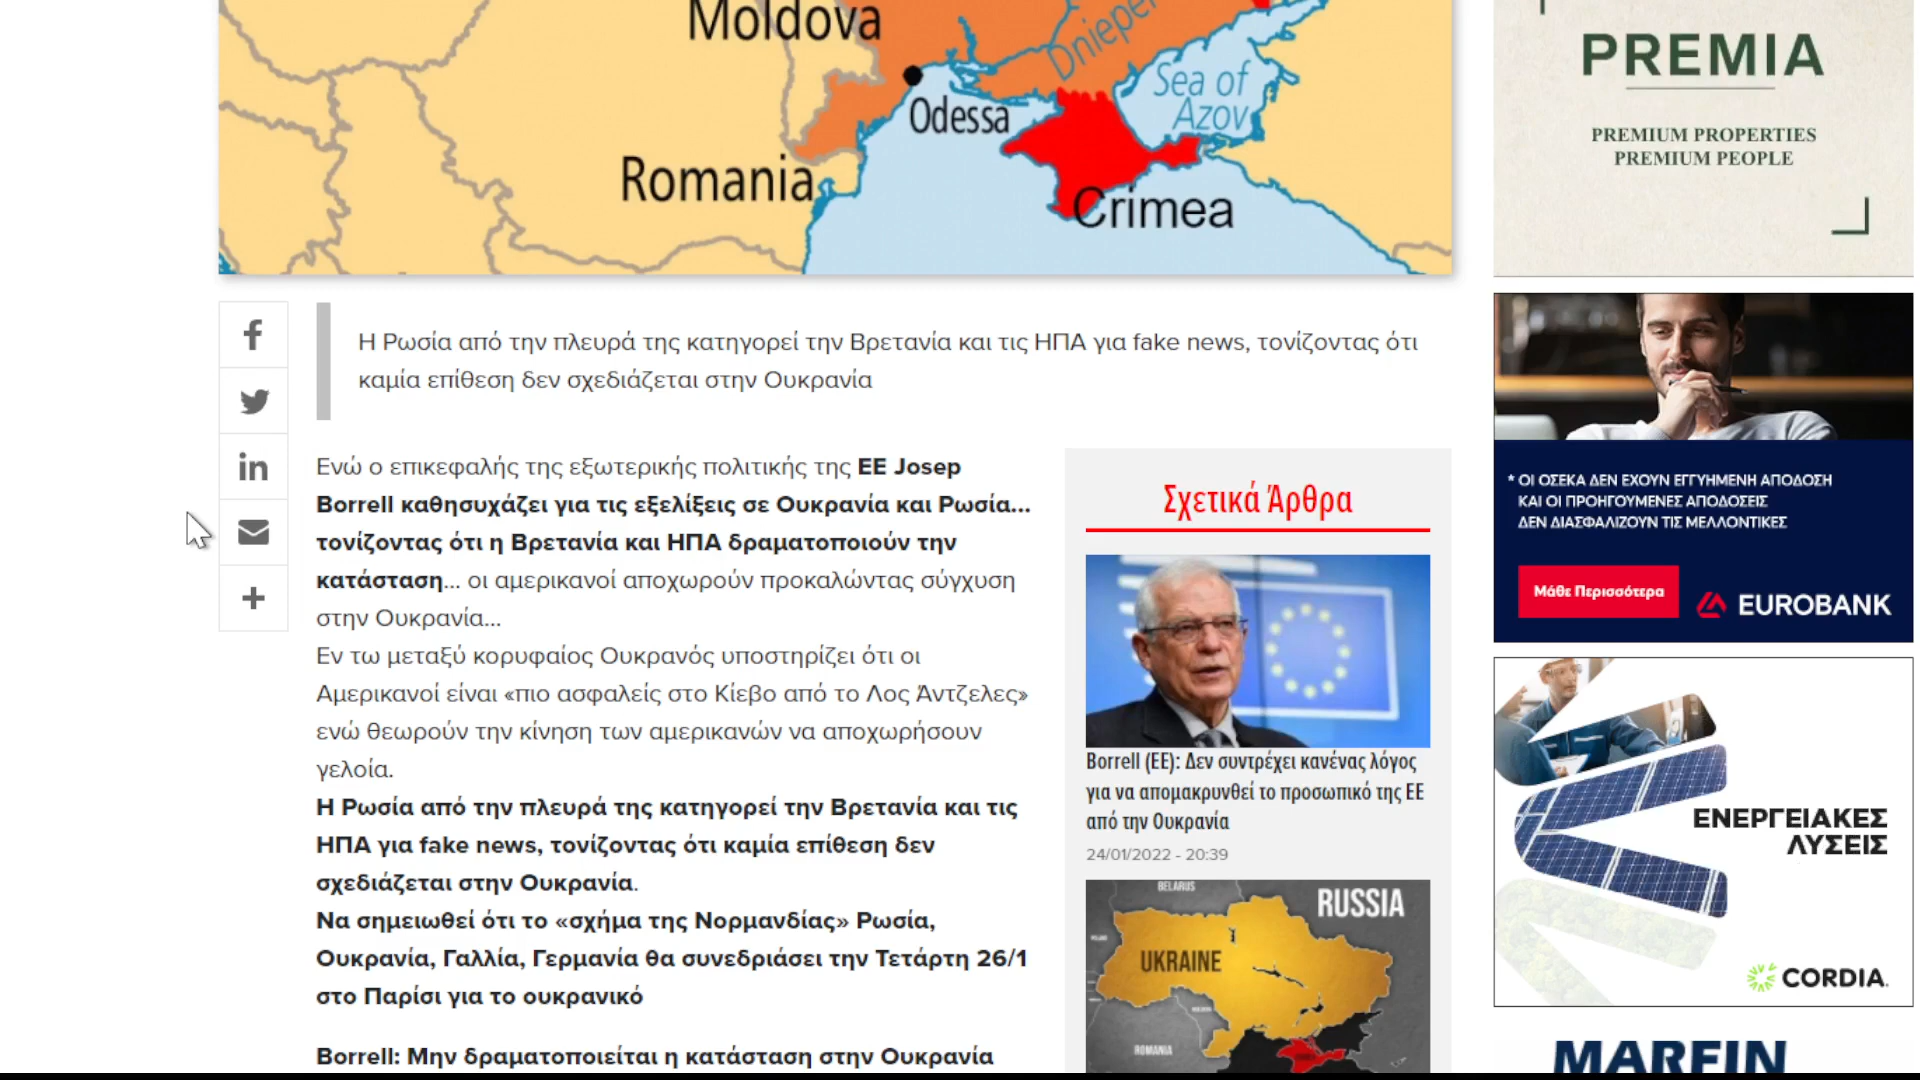 Moldova
Dnieper
Sea of
Azov
Odessa
Romania
Crimea
Η Ρωσία από την πλευρά της κατηγορεί την Βρετανία και τις ΗΠΑ για fake news, τονίζοντας ότι
καμία επίθεση δεν σχεδιάζεται στην Ουκρανία
Ενώ ο επικεφαλής της εξωτερικής πολιτικής της ΕΕ Josep
Borrell καθησυχάζει για τις εξελίξεις σε Ουκρανία και Ρωσία...
τονίζοντας ότι η Βρετανία και ΗΠΑ δραματοποιούν την
κατάσταση... οι αμερικανοί αποχωρούν προκαλώντας σύγχυση
στην Ουκρανία...
Εν τω μεταξύ κορυφαίος Ουκρανός υποστηρίζει ότι οι
Αμερικανοί είναι «πιο ασφαλείς στο Κίεβο από το Λος Άντζελες»
ενώ θεωρούν την κίνηση των αμερικανών να αποχωρήσουν
γελοία.
Η Ρωσία από την πλευρά της κατηγορεί την Βρετανία και τις
ΗΠΑ για fake news, τονίζοντας ότι καμία επίθεση δεν
σχεδιάζεται στην Ουκρανία.
Να σημειωθεί ότι το «σχήμα της Νορμανδίας» Ρωσία,
Ουκρανία, Γαλλία, Γερμανία θα συνεδριάσει την Τετάρτη 26/1
στο Παρίσι για το ουκρανικό
Borrell: Μην δραματοποιείται η κατάσταση στην Ουκρανία
Σχετικά Άρθρα
Borrell (ΕΕ): Δεν συντρέχει κανένας λόγος
για να απομακρυνθεί το προσωπικό της ΕΕ
από την Ουκρανία
24/01/2022 - 20:39
BELARUS
RUSSIA
UKRAINE
ROMANIA
PREMIA
PREMIUM PROPERTIES
PREMIUM PEOPLE
* ΟΙ ΟΣΕΚΑ ΔΕΝ ΕΧΟΥΝ ΕΓΓΥΗΜΕΝΗ ΑΠΟΔΟΣΗ
ΚΑΙ ΟΙ ΠΡΟΗΓΟΥΜΕΝΕΣ ΑΠΟΔΟΣΕΙΣ
ΔΕΝ ΔΙΑΣΦΑΛΙΖΟΥΝ ΤΙΣ ΜΕΛΛΟΝΤΙΚΕΣ
Μάθε Περισσότερα
EUROBANK
ΕΝΕΡΓΕΙΑΚΕΣ
ΛΥΣΕΙΣ
CORDIA
MARFIN